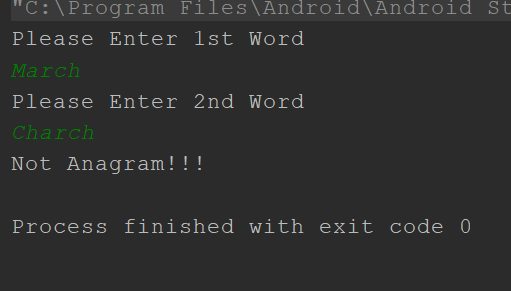 "C:\Program Files\Android\Android St
Please Enter 1st Word
March
Please Enter 2nd Word
Charch
Not Anagram!!!
Process finished with exit code 0